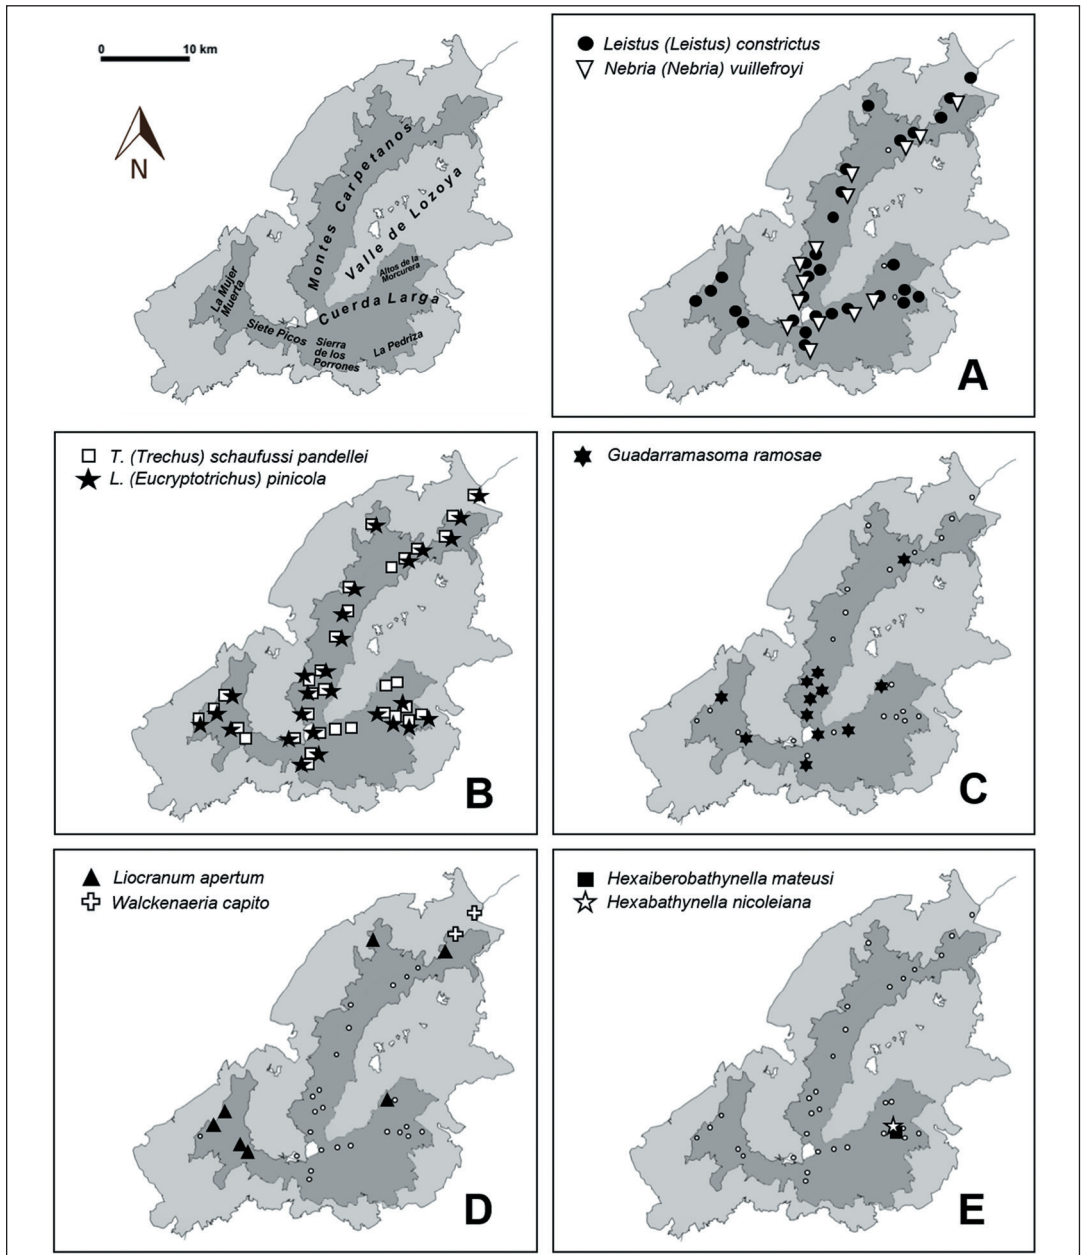 0 10 km
N
Montes Carpetanos
Valle de Lozoya
Altos de la
Morcurera
La Mujer
Muerta
Cuerda Larga
Siete Picos
Sierra
de los
Porrones
La Pedriza
Leistus (Leistus) constrictus
Nebria (Nebria) vuillefroyi
A
T. (Trechus) schaufussi pandellei
L. (Eucryptotrichus) pinicola
B
Guadarramasoma ramosae
C
Liocranum apertum
Walckenaeria capito
D
Hexaiberobathynella mateusi
Hexabathynella nicoleiana
E